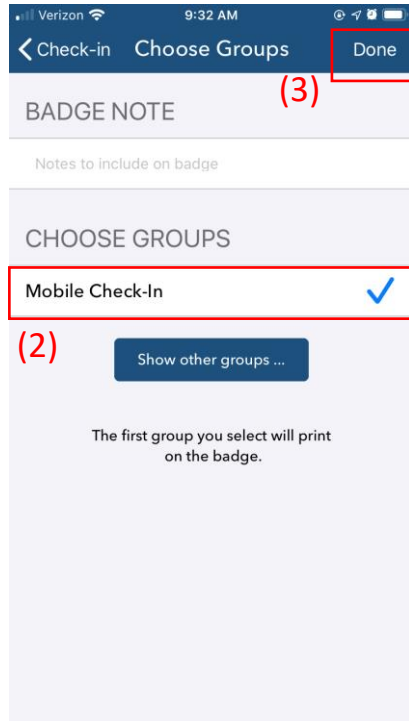 Verizon 9:32 AM
Check-in Choose Groups Done
(3)
BADGE NOTE
Notes to include on badge
CHOOSE GROUPS
Mobile Check-In
(2)
Show other groups ...
The first group you select will print
on the badge.